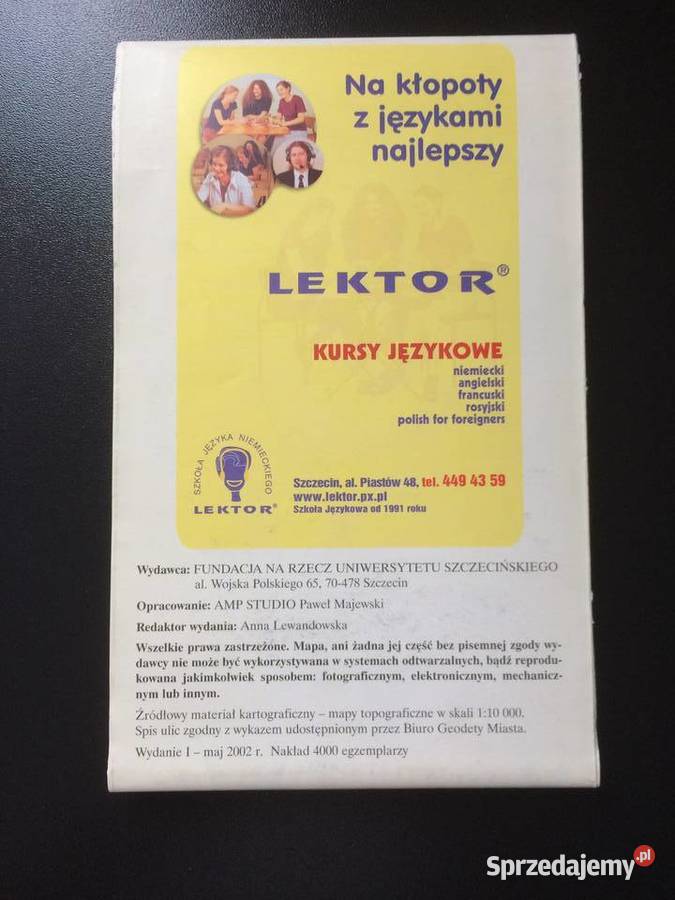 Na kłopoty
z językami
najlepszy
LEKTOR®
KURSY JĘZYKOWE
niemiecki
angielski
francuski
rosyjski
polish for foreigners
SZKOŁA JĘZYKA NIEMIECKIEGO
LEKTOR®
Szczecin, al. Piastów 48, tel. 449 43 59
www.lektor.px.pl
Szkoła Językowa od 1991 roku
Wydawca: FUNDACJA NA RZECZ UNIWERSYTETU SZCZECIŃSKIEGO
al. Wojska Polskiego 65, 70-478 Szczecin
Opracowanie: AMP STUDIO Paweł Majewski
Redaktor wydania: Anna Lewandowska
Wszelkie prawa zastrzeżone. Mapa, ani żadna jej część bez pisemnej zgody wy-
dawcy nie może być wykorzystywana w systemach odtwarzalnych, bądź reprodu-
kowana jakimkolwiek sposobem: fotograficznym, elektronicznym, mechanicz-
nym lub innym.
Źródłowy materiał kartograficzny – mapy topograficzne w skali 1:10 000.
Spis ulic zgodny z wykazem udostępnionym przez Biuro Geodety Miasta.
Wydanie I – maj 2002 r. Nakład 4000 egzemplarzy
Sprzedajemy.pl